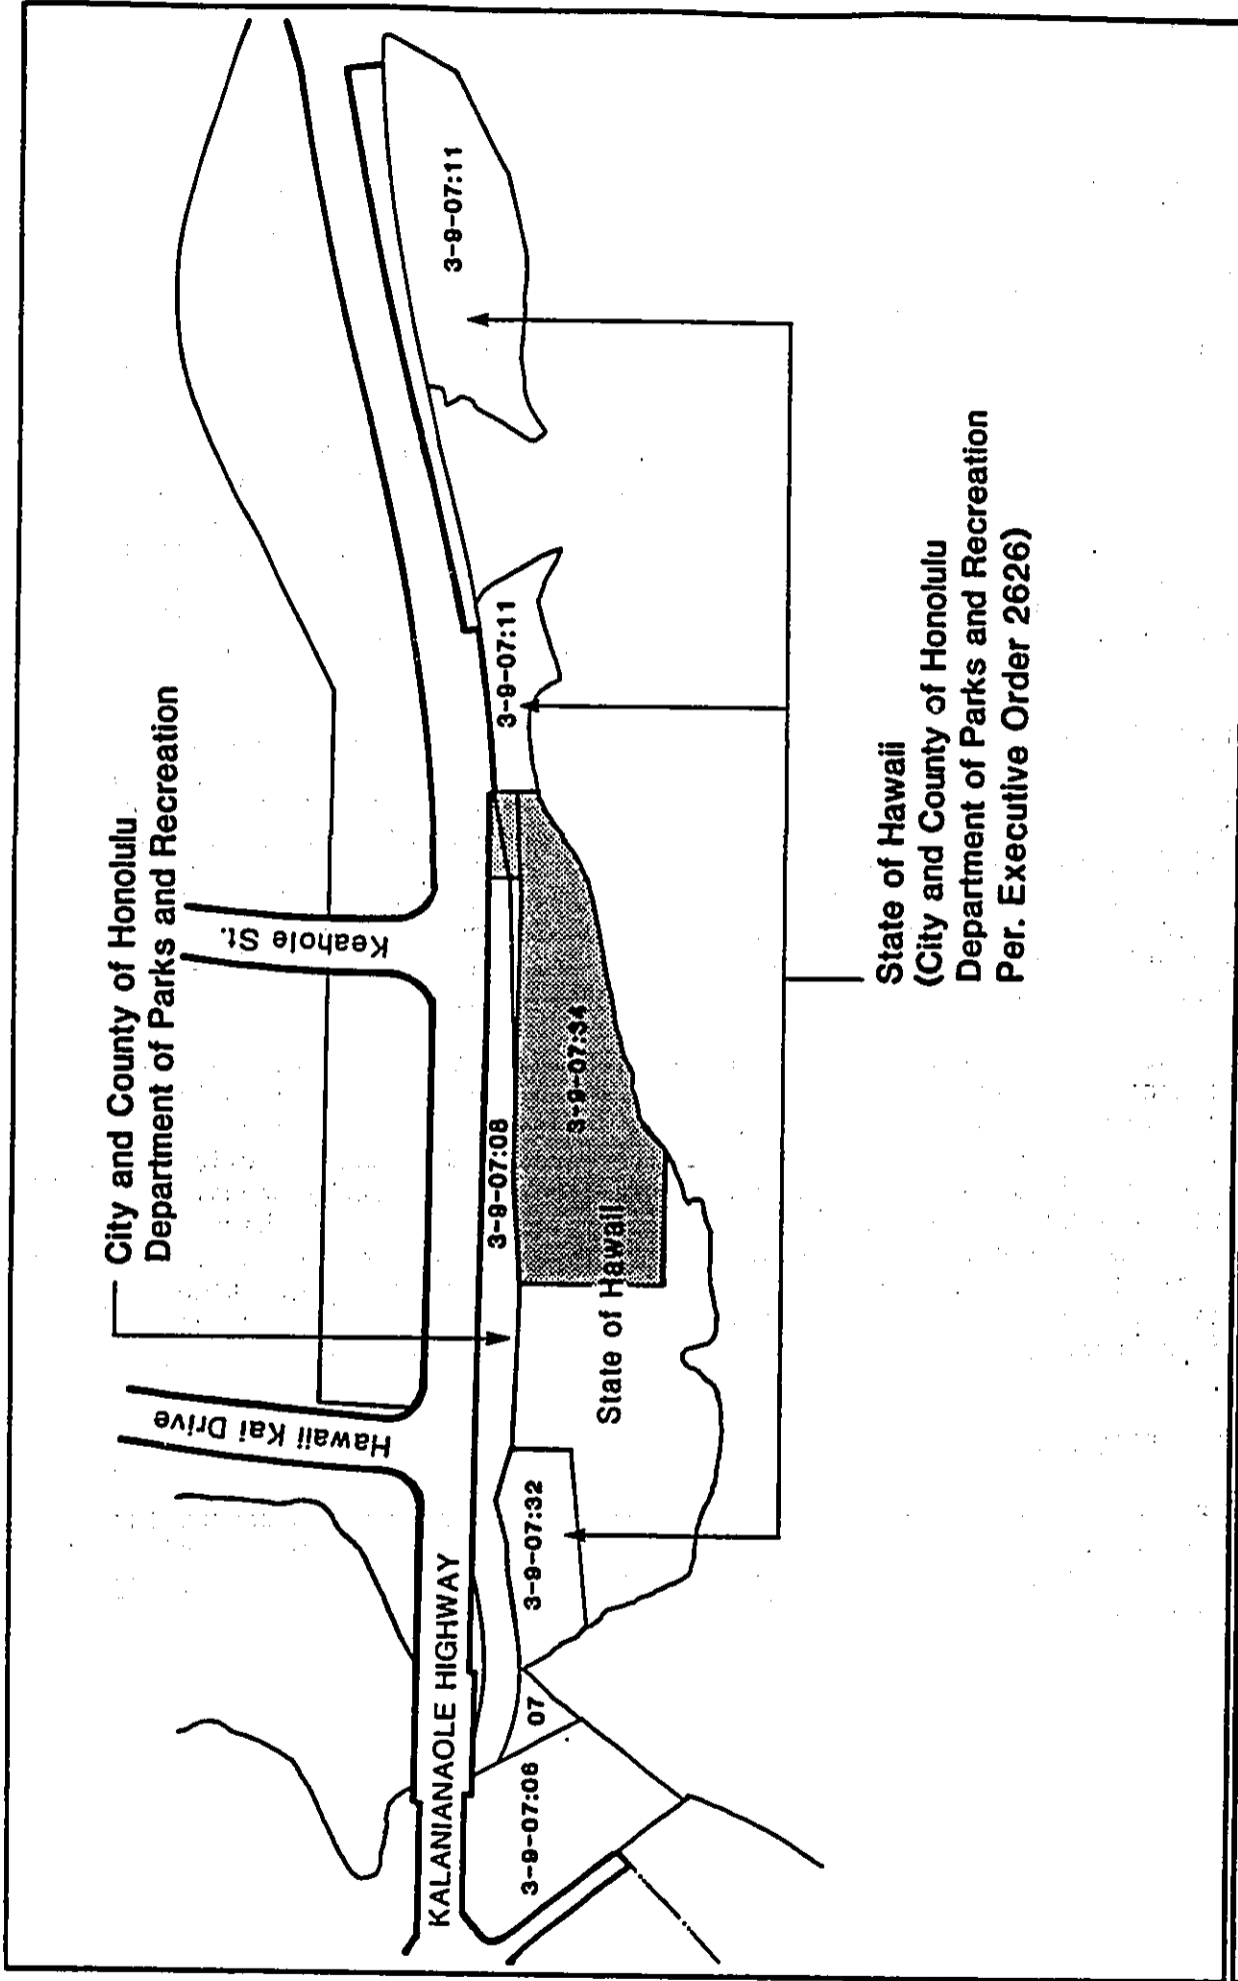 City and County of Honolulu
Department of Parks and Recreation
Hawaii Kai Drive
Keahole St.
KALANIANAOLE HIGHWAY
3-9-07:08
3-9-07:11
3-9-07:11
3-9-07:06
07
3-9-07:32
3-9-07:34
State of Hawaii
State of Hawaii
(City and County of Honolulu
Department of Parks and Recreation
Per. Executive Order 2626)